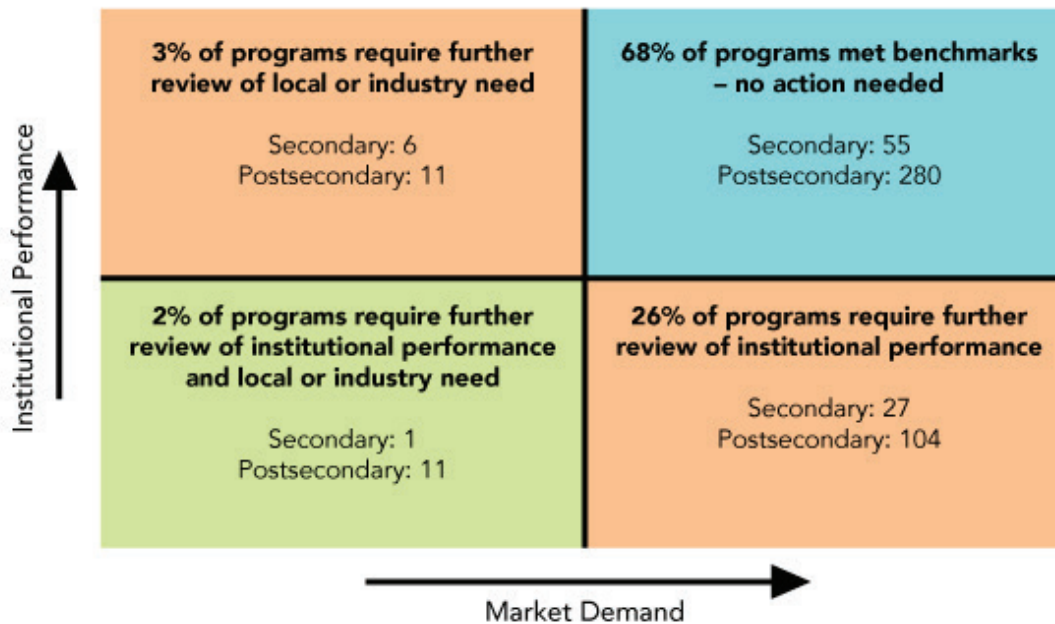 3% of programs require further
review of local or industry need
Secondary: 6
Postsecondary: 11
68% of programs met benchmarks
– no action needed
Secondary: 55
Postsecondary: 280
Institutional Performance
2% of programs require further
review of institutional performance
and local or industry need
Secondary: 1
Postsecondary: 11
26% of programs require further
review of institutional performance
Secondary: 27
Postsecondary: 104
Market Demand